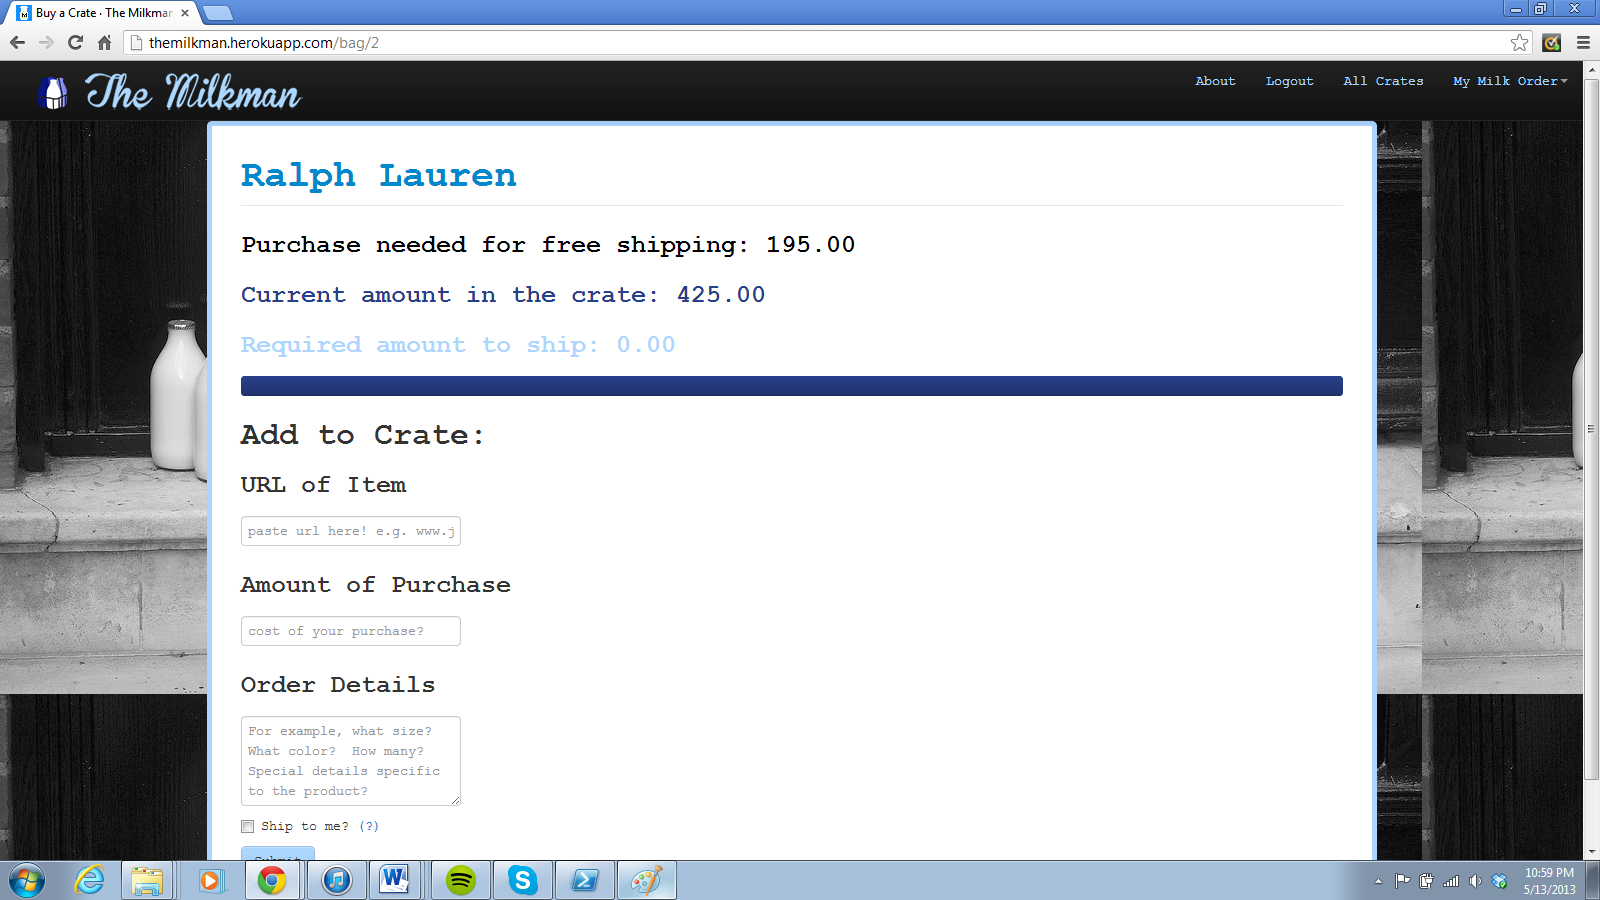 Buy a Crate · The Milkmar
themilkman.herokuapp.com/bag/2
The Milkman
About Logout All Crates My Milk Order
Ralph Lauren
Purchase needed for free shipping: 195.00
Current amount in the crate: 425.00
Required amount to ship: 0.00
Add to Crate:
URL of Item
paste url here! e.g. www.j
Amount of Purchase
cost of your purchase?
Order Details
For example, what size?
What color? How many?
Special details specific
to the product?
Ship to me? (?)
Submit
10:59 PM
5/13/2013